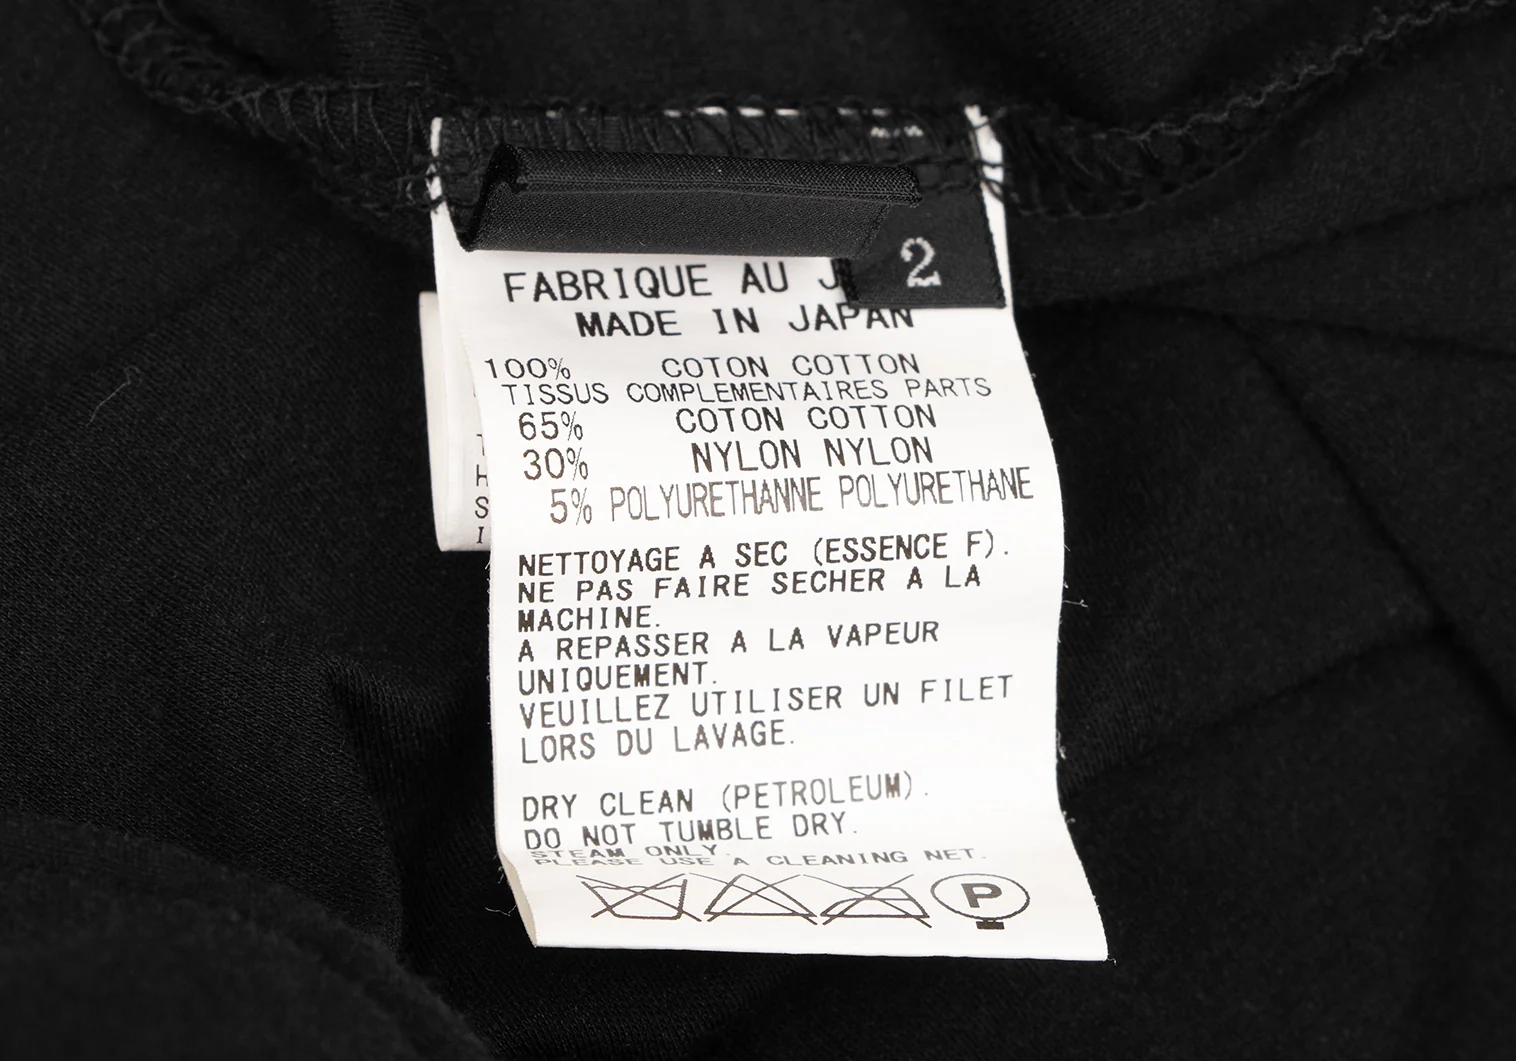 2
FABRIQUE AU
MADE IN JAPAN
100% COTON COTTON
TISSUS COMPLEMENTAIRES PARTS
65% COTON COTTON
30% NYLON NYLON
5% POLYURETHANNE POLYURETHANE
NETTOYAGE A SEC (ESSENCE F).
NE PAS FAIRE SECHER A LA
MACHINE.
A REPASSER A LA VAPEUR
UNIQUEMENT.
VEUILLEZ UTILISER UN FILET
LORS DU LAVAGE.
DRY CLEAN (PETROLEUM).
DO NOT TUMBLE DRY.
STEAM ONLY.
PLEASE USE A CLEANING NET.
P